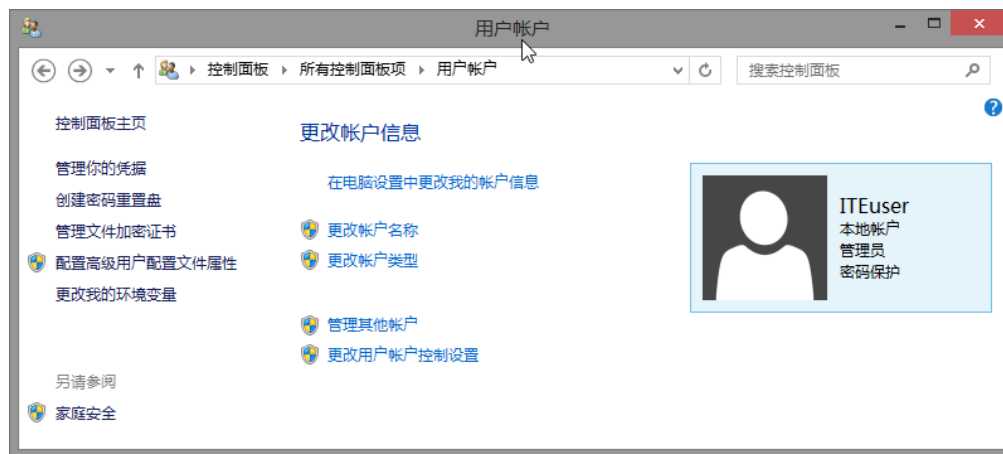 用户帐户
控制面板 所有控制面板项 用户帐户
搜索控制面板
控制面板主页
管理你的凭据
创建密码重置盘
管理文件加密证书
配置高级用户配置文件属性
更改我的环境变量
另请参阅
家庭安全
更改帐户信息
在电脑设置中更改我的帐户信息
更改帐户名称
更改帐户类型
管理其他帐户
更改用户帐户控制设置
ITEuser
本地帐户
管理员
密码保护